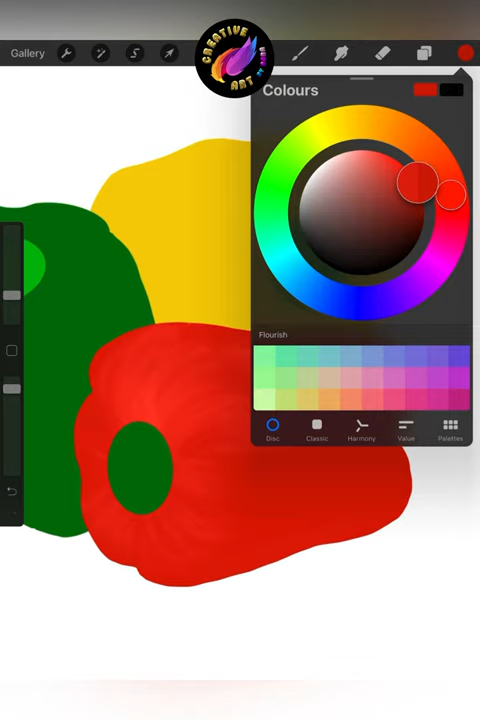 Gallery
CREATIVE
ART
Colours
Flourish
Disc
Classic
Harmony
Value
Palettes